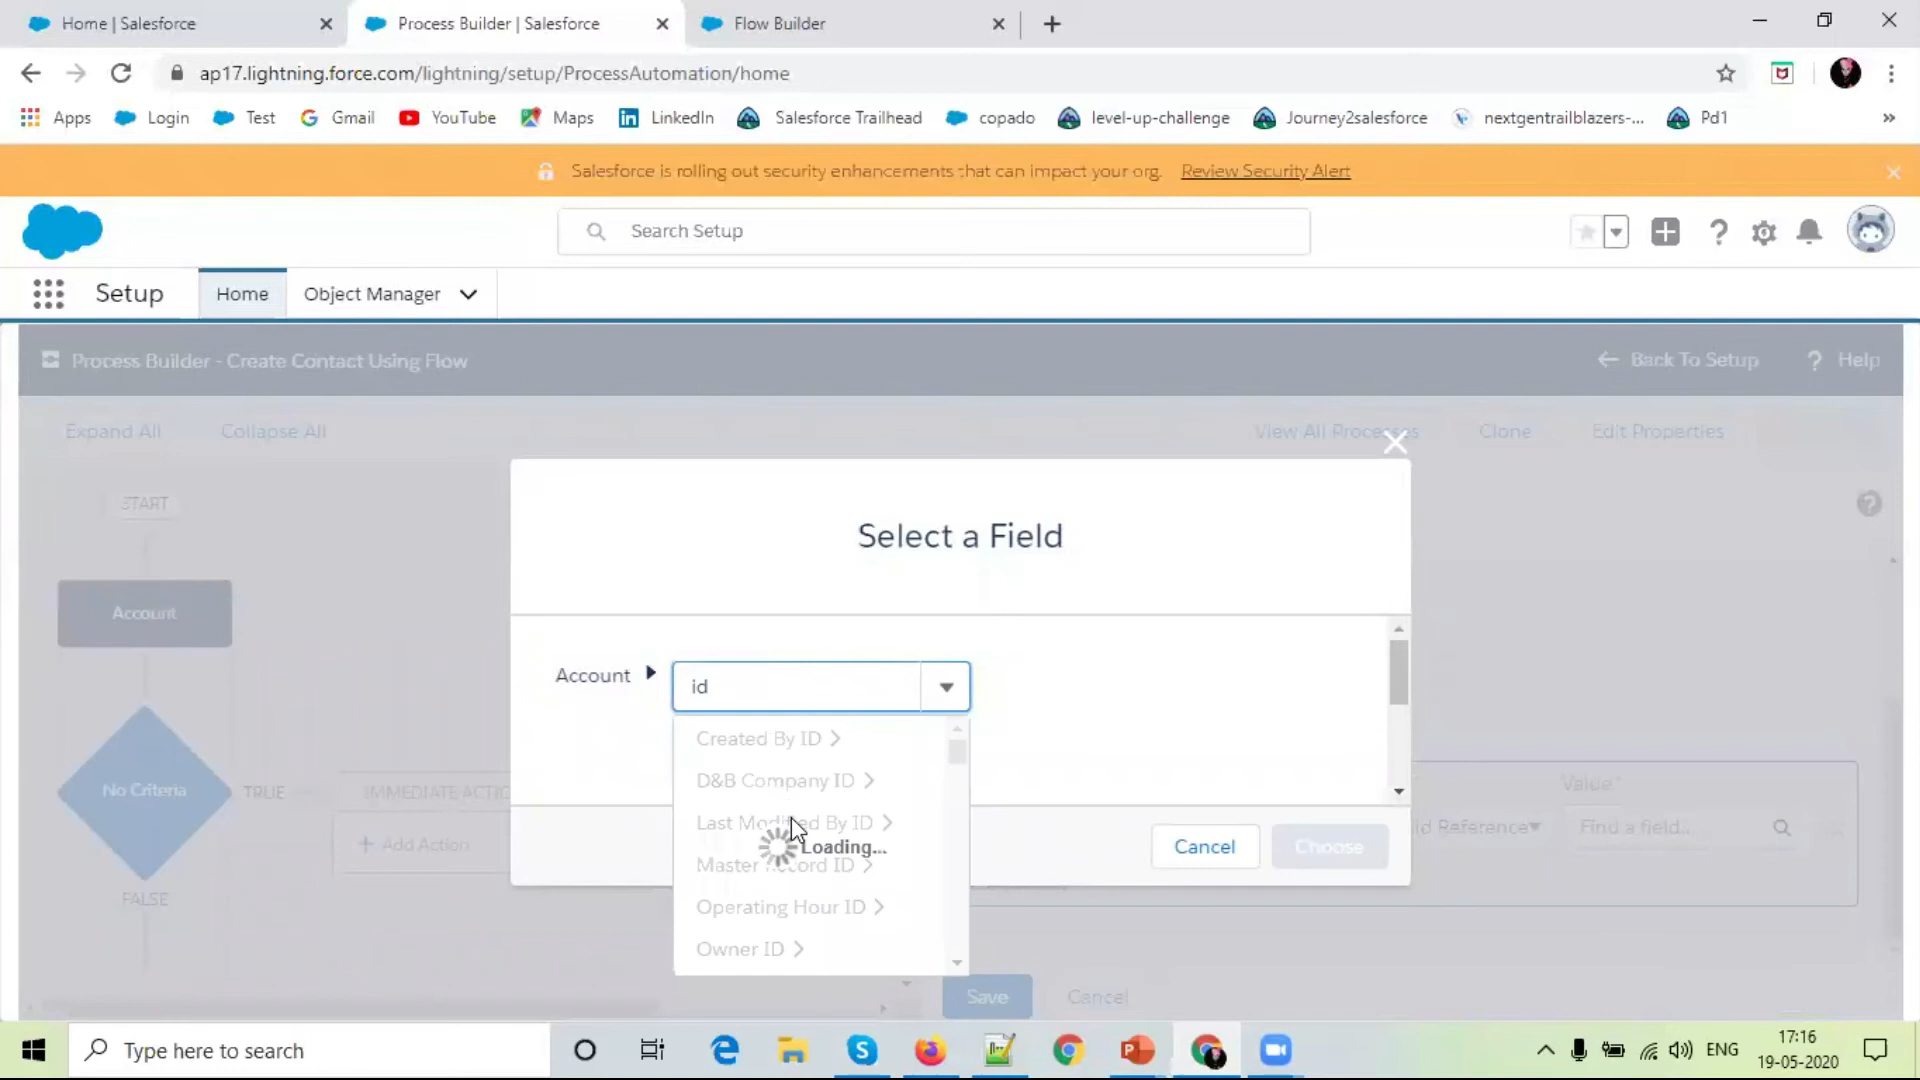 Home | Salesforce
Process Builder | Salesforce
Flow Builder
ap17.lightning.force.com/lightning/setup/ProcessAutomation/home
Apps
Login
Test
Gmail
YouTube
Maps
LinkedIn
Salesforce Trailhead
copado
level-up-challenge
Journey2salesforce
nextgentrailblazers-...
Pd1
Salesforce is rolling out security enhancements that can impact your org. Review Security Alert
Search Setup
Setup
Home
Object Manager
Process Builder - Create Contact Using Flow
Back To Setup
? Help
Expand All
Collapse All
View All Processes
Clone
Edit Properties
START
Select a Field
Account
Account
id
Created By ID
D&B Company ID
Last Modified By ID
Loading...
Master Record ID
Operating Hour ID
Owner ID
No Criteria
TRUE
IMMEDIATE ACTIO
+ Add Action
FALSE
Value*
Find a field...
Cancel
Choose
Save
Cancel
Type here to search
ENG
17:16
19-05-2020